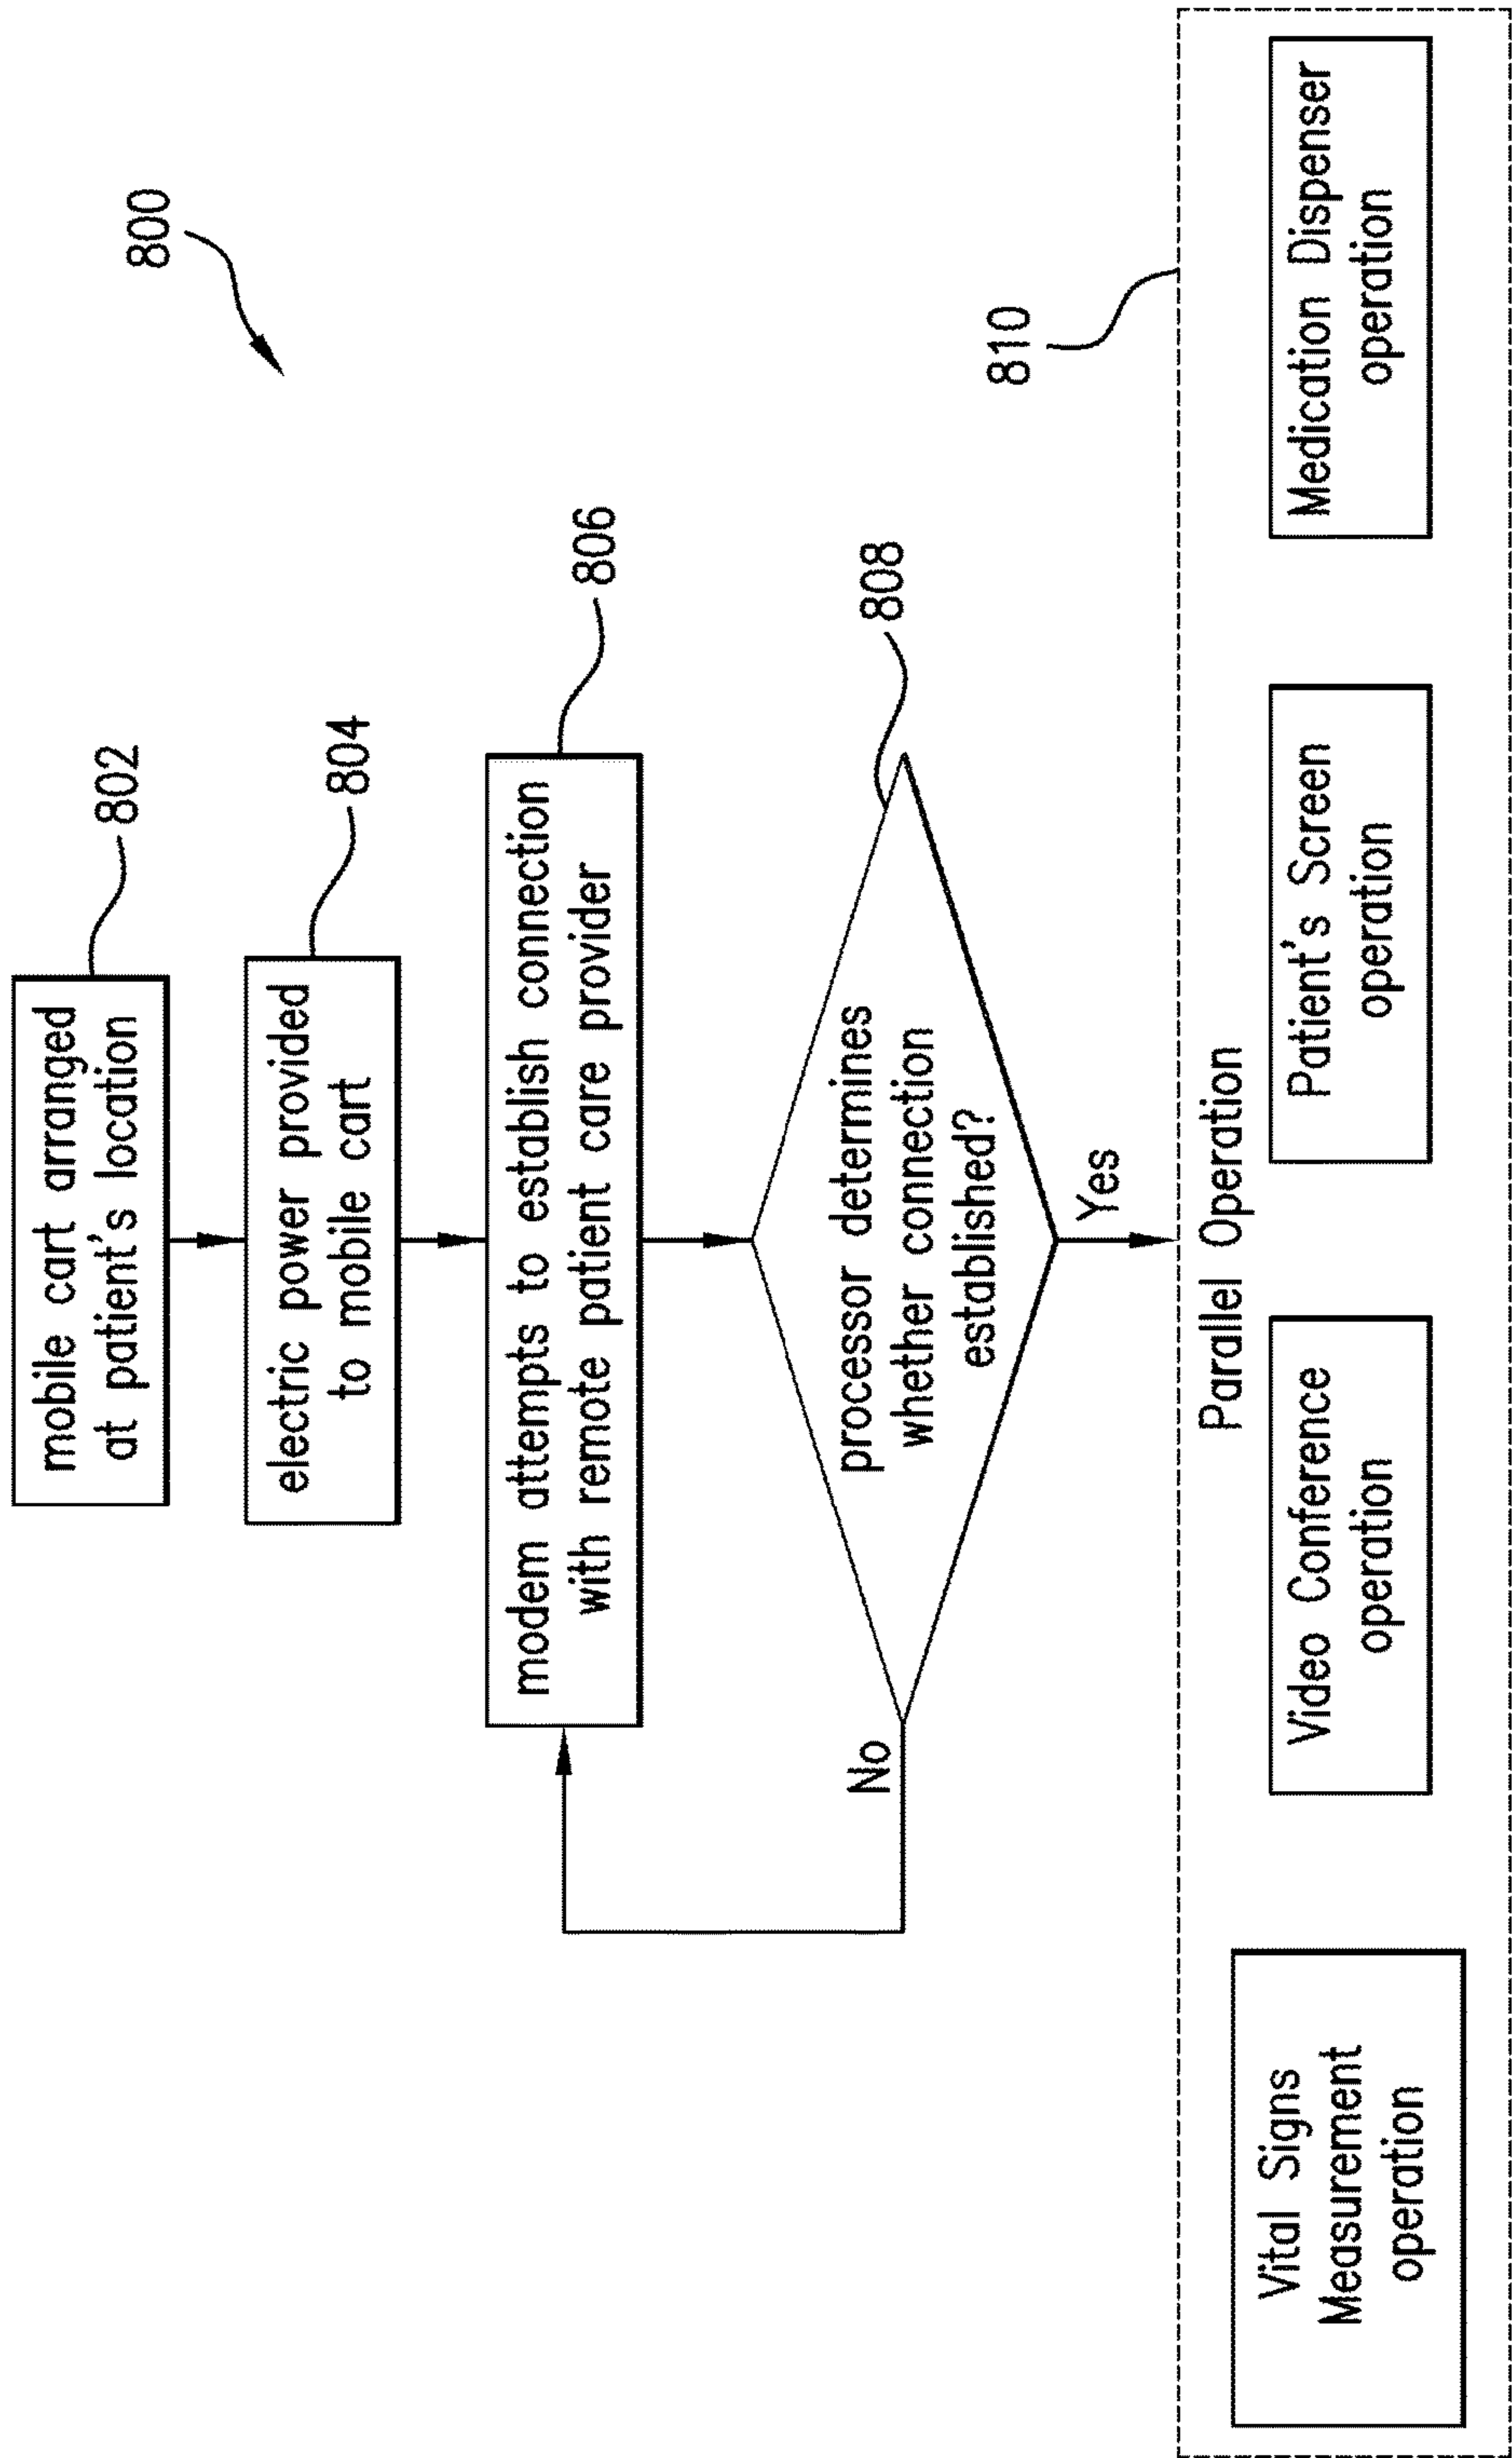 800
mobile cart arranged
at patient's location
802
electric power provided
to mobile cart
804
modem attempts to establish connection
with remote patient care provider
806
processor determines
whether connection
established?
808
No
Yes
810
Parallel Operation
Vital Signs
Measurement
operation
Video Conference
operation
Patient's Screen
operation
Medication Dispenser
operation